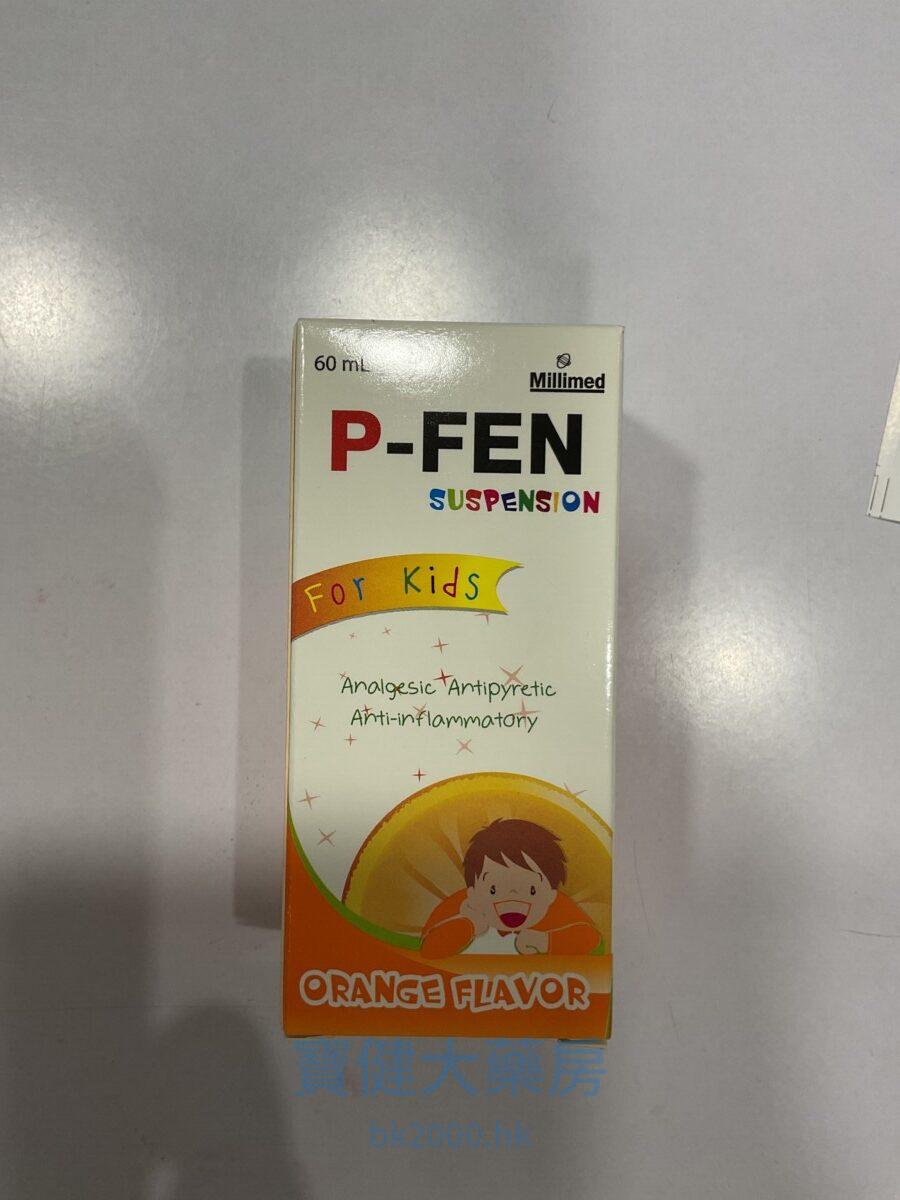 60 mL
Millimed
P-FEN
SUSPENSION
For Kids
Analgesic Antipyretic
Anti-inflammatory
ORANGE FLAVOR
寶健大藥房
bk2000.hk